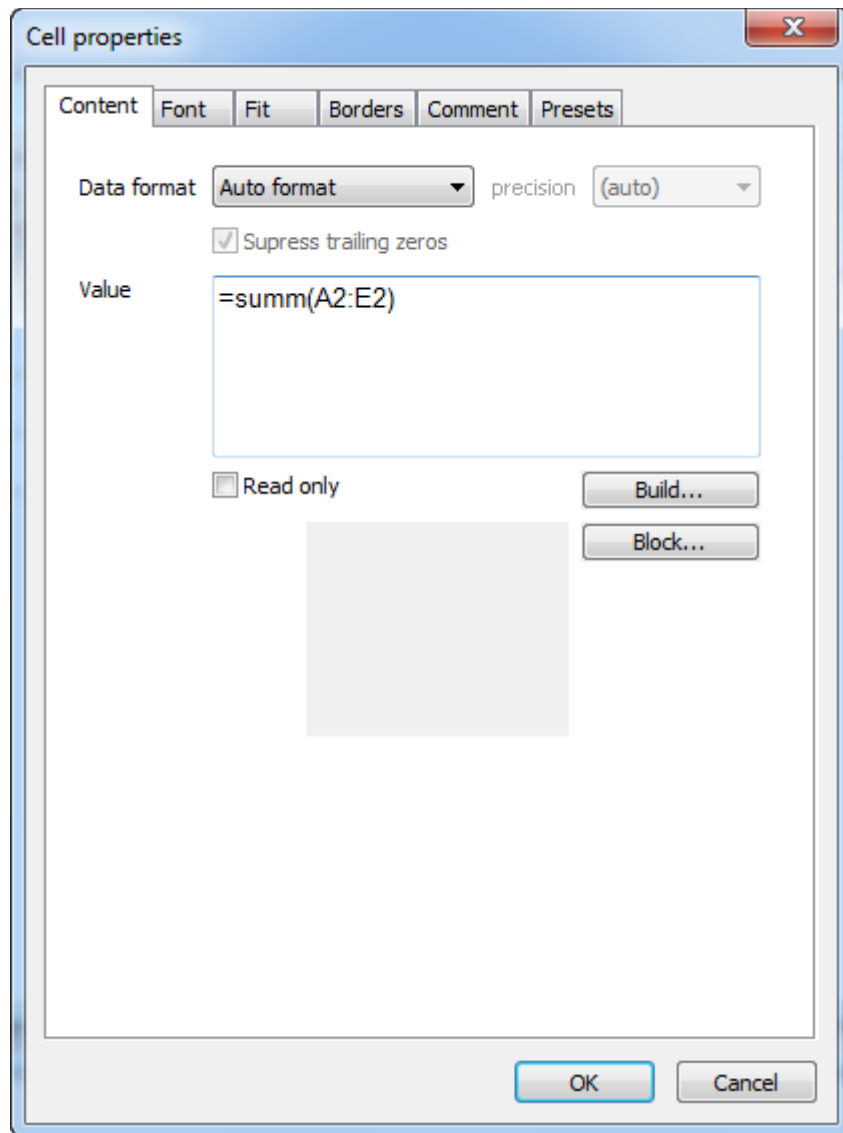 Cell properties
Content Font Fit Borders Comment Presets
Data format Auto format precision (auto)
Supress trailing zeros
Value =summ(A2:E2)
Read only Build...
Block...
OK Cancel